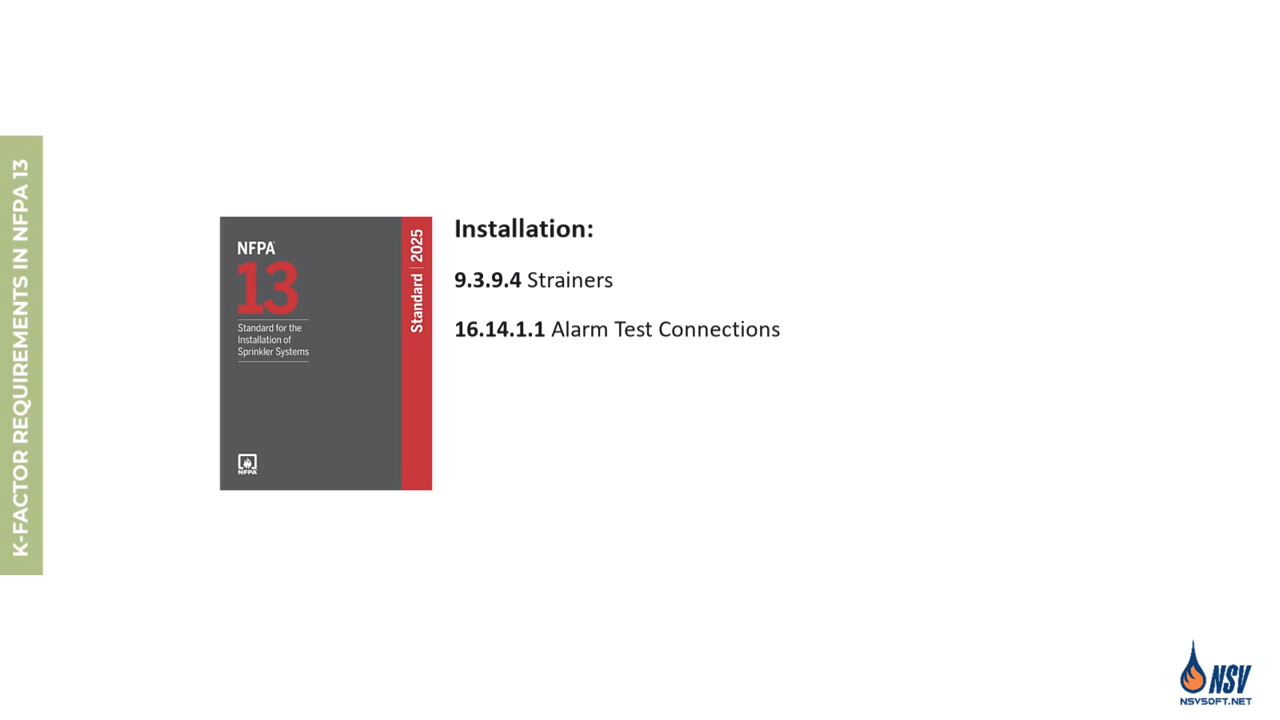 K-FACTOR REQUIREMENTS IN NFPA 13
NFPA
13
Standard for the
Installation of
Sprinkler Systems
NFPA
Standard | 2025
Installation:
9.3.9.4 Strainers
16.14.1.1 Alarm Test Connections
NSV
NSVSOFT.NET